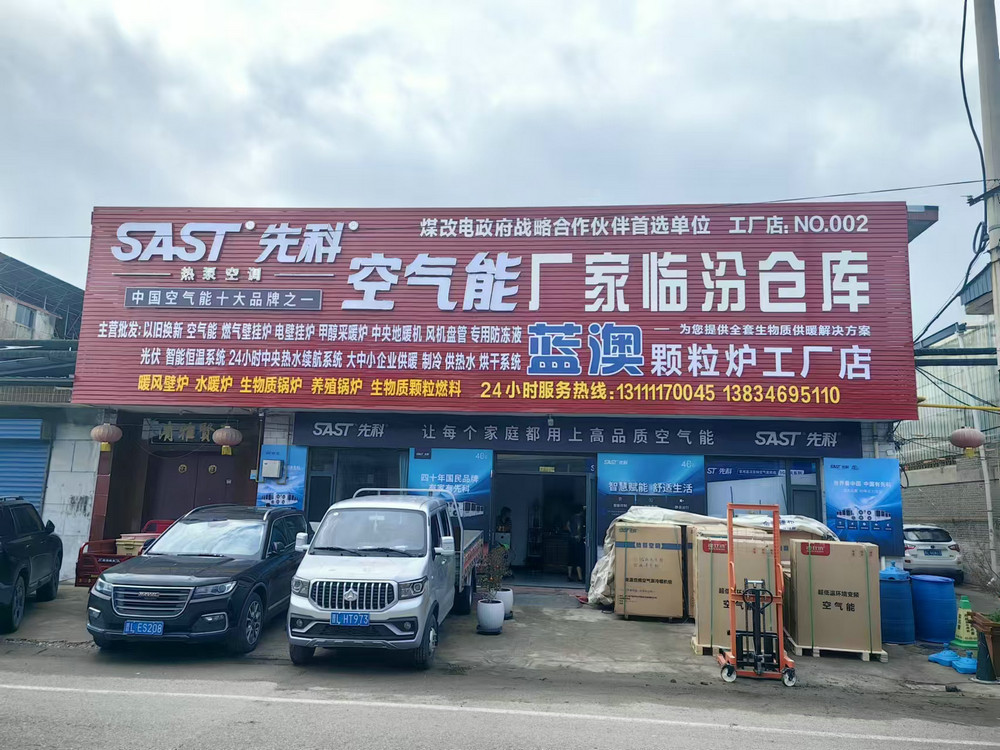 SAST 先科
热泵空调
中国空气能十大品牌之一
煤改电政府战略合作伙伴首选单位 工厂店: NO.002
空气能厂家临汾仓库
主营批发: 以旧换新 空气能 燃气壁挂炉 电壁挂炉 甲醇采暖炉 中央地暖机 风机盘管 专用防冻液
光伏 智能恒温系统 24小时中央热水续航系统 大中小企业供暖 制冷 供热水 烘干系统
蓝澳
为您提供全套生物质供暖解决方案
颗粒炉工厂店
暖风壁炉 水暖炉 生物质锅炉 养殖锅炉 生物质颗粒燃料 24小时服务热线: 13111170045 13834695110
SAST 先科 让每个家庭都用上高品质空气能 SAST 先科
四十年国民品牌
智慧赋能 舒适生活
空气能
L ES208
L HT973